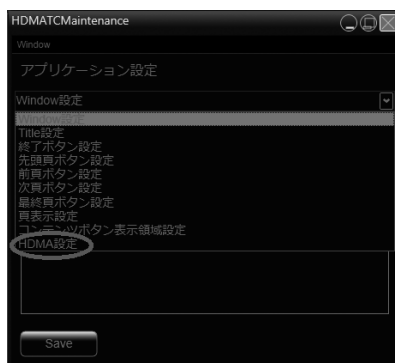 HDMATCMaintenance
Window
アプリケーション設定
Window設定
Window設定
Title設定
終了ボタン設定
先頭頁ボタン設定
前頁ボタン設定
次頁ボタン設定
最終頁ボタン設定
頁表示設定
コンテンツボタン表示領域設定
HDMA設定
Save